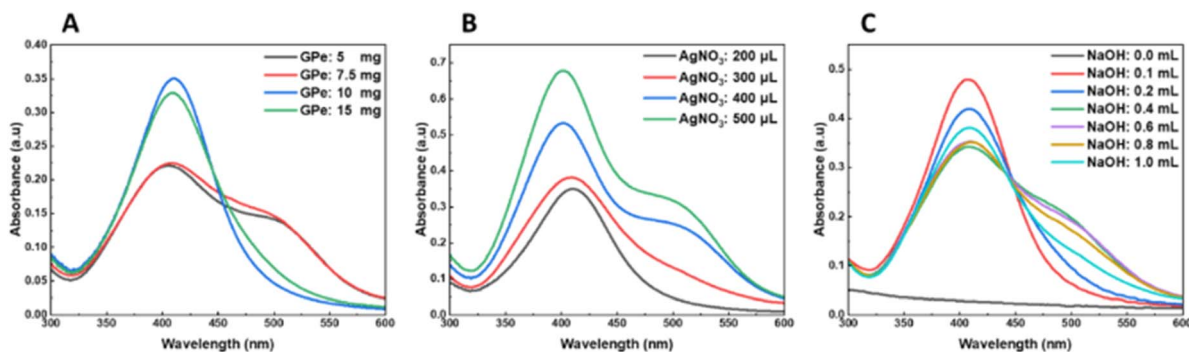 A
B
C
0.40
0.35
0.30
0.25
0.20
0.15
0.10
0.05
0.00
Absorbance (a.u)
GPe: 5 mg
GPe: 7.5 mg
GPe: 10 mg
GPe: 15 mg
300 350 400 450 500 550 600
Wavelength (nm)
0.7
0.6
0.5
0.4
0.3
0.2
0.1
0.0
Absorbance (a.u)
AgNO₃: 200 µL
AgNO₃: 300 µL
AgNO₃: 400 µL
AgNO₃: 500 µL
300 350 400 450 500 550 600
Wavelength (nm)
0.5
0.4
0.3
0.2
0.1
0.0
Absorbance (a.u)
NaOH: 0.0 mL
NaOH: 0.1 mL
NaOH: 0.2 mL
NaOH: 0.4 mL
NaOH: 0.6 mL
NaOH: 0.8 mL
NaOH: 1.0 mL
300 350 400 450 500 550 600
Wavelength (nm)